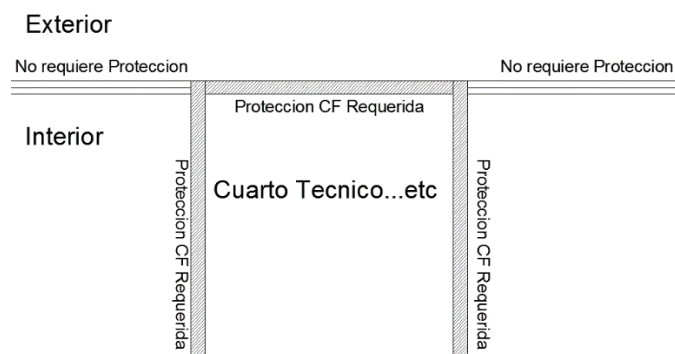 Exterior
No requiere Proteccion
No requiere Proteccion
Proteccion CF Requerida
Interior
Proteccion CF Requerida
Cuarto Tecnico...etc
Proteccion CF Requerida